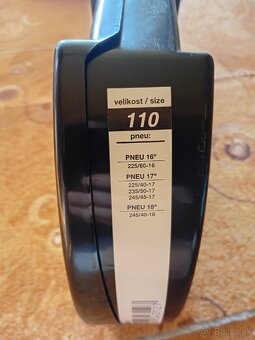 velikost / size
110
pneu:
PNEU 16"
225/60-16
PNEU 17"
225/40-17
235/50-17
245/45-17
PNEU 18"
245/40-18